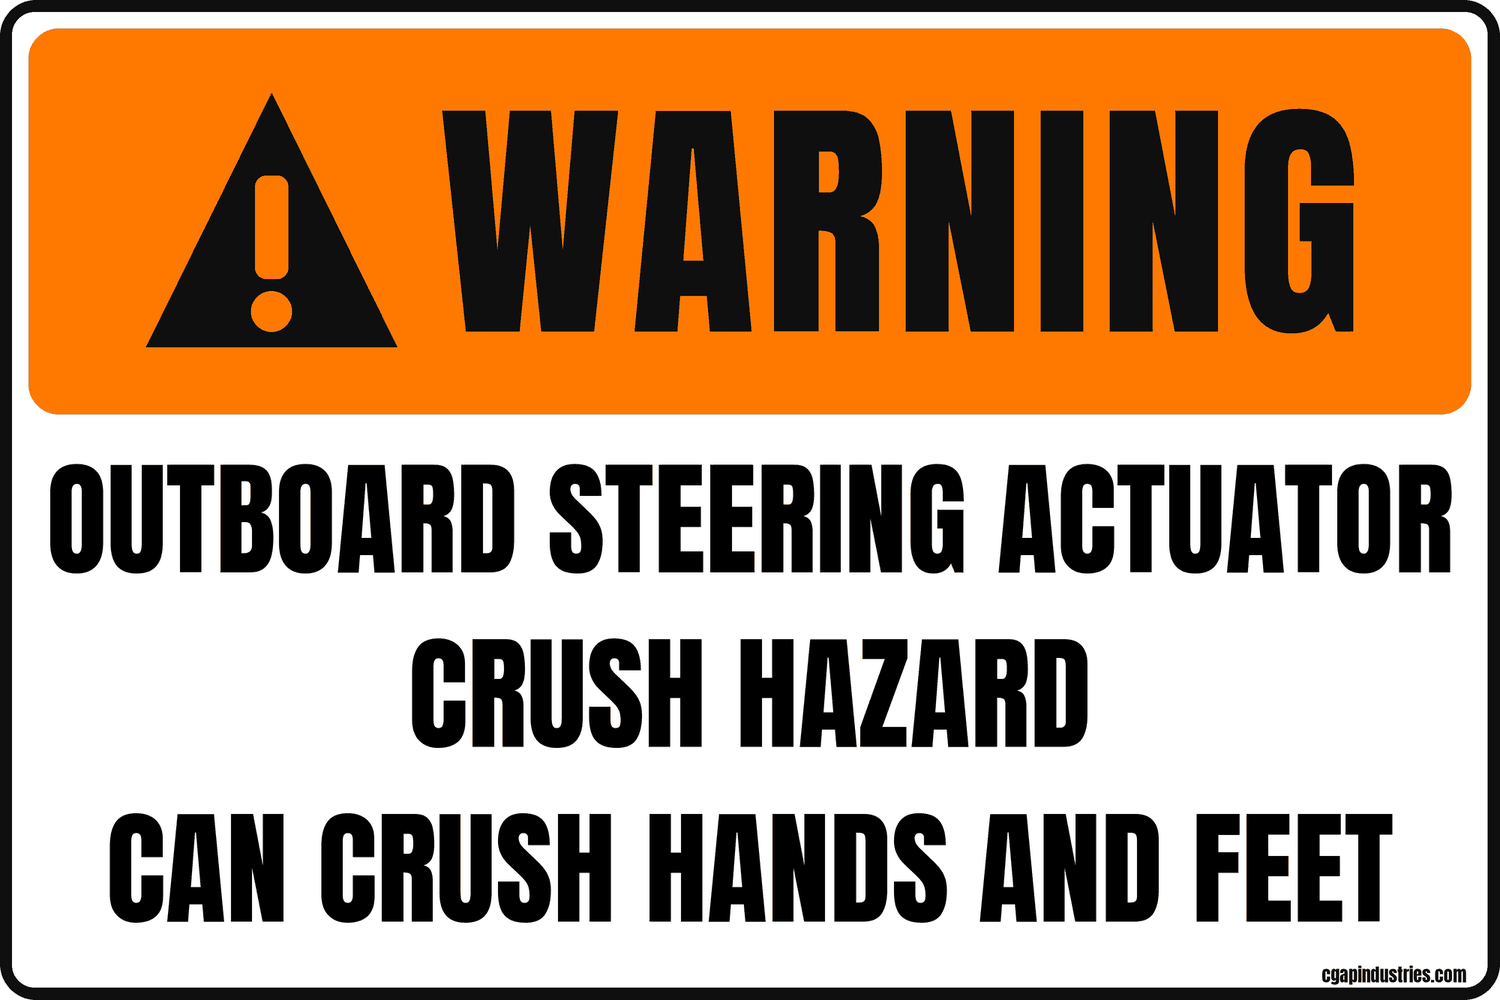 WARNING
OUTBOARD STEERING ACTUATOR
CRUSH HAZARD
CAN CRUSH HANDS AND FEET
cgapindustries.com